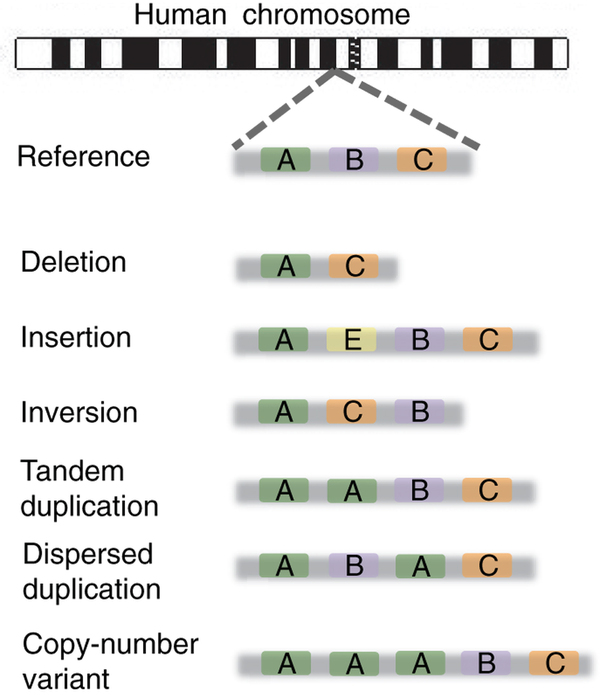 Human chromosome
Reference A B C
Deletion A C
Insertion A E B C
Inversion A C B
Tandem
duplication A A B C
Dispersed
duplication A B A C
Copy-number
variant A A A B C